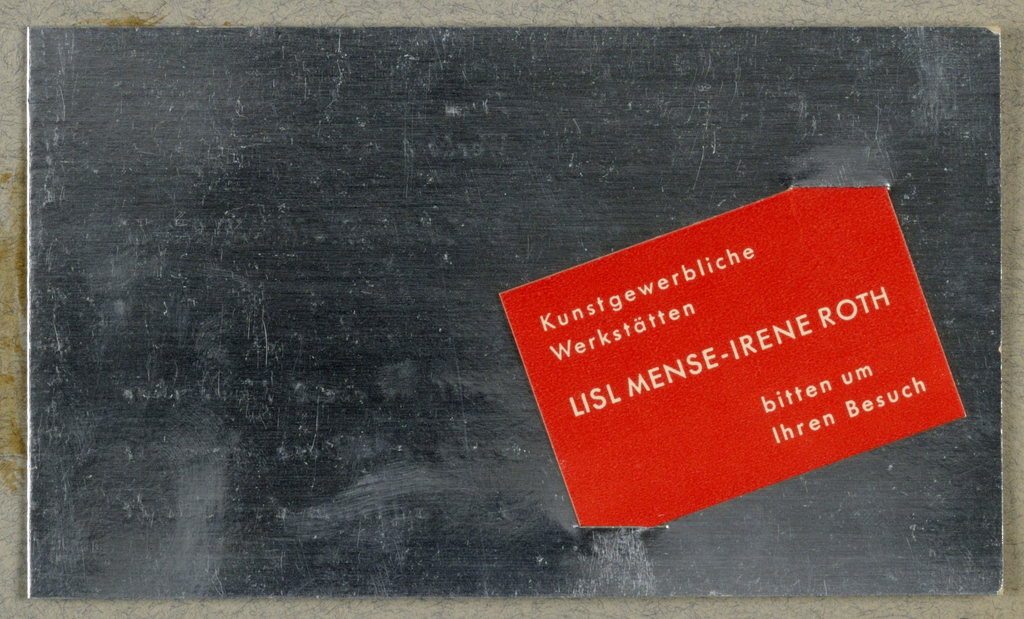 Kunstgewerbliche
Werkstätten
LISL MENSE-IRENE ROTH
bitten um
Ihren Besuch